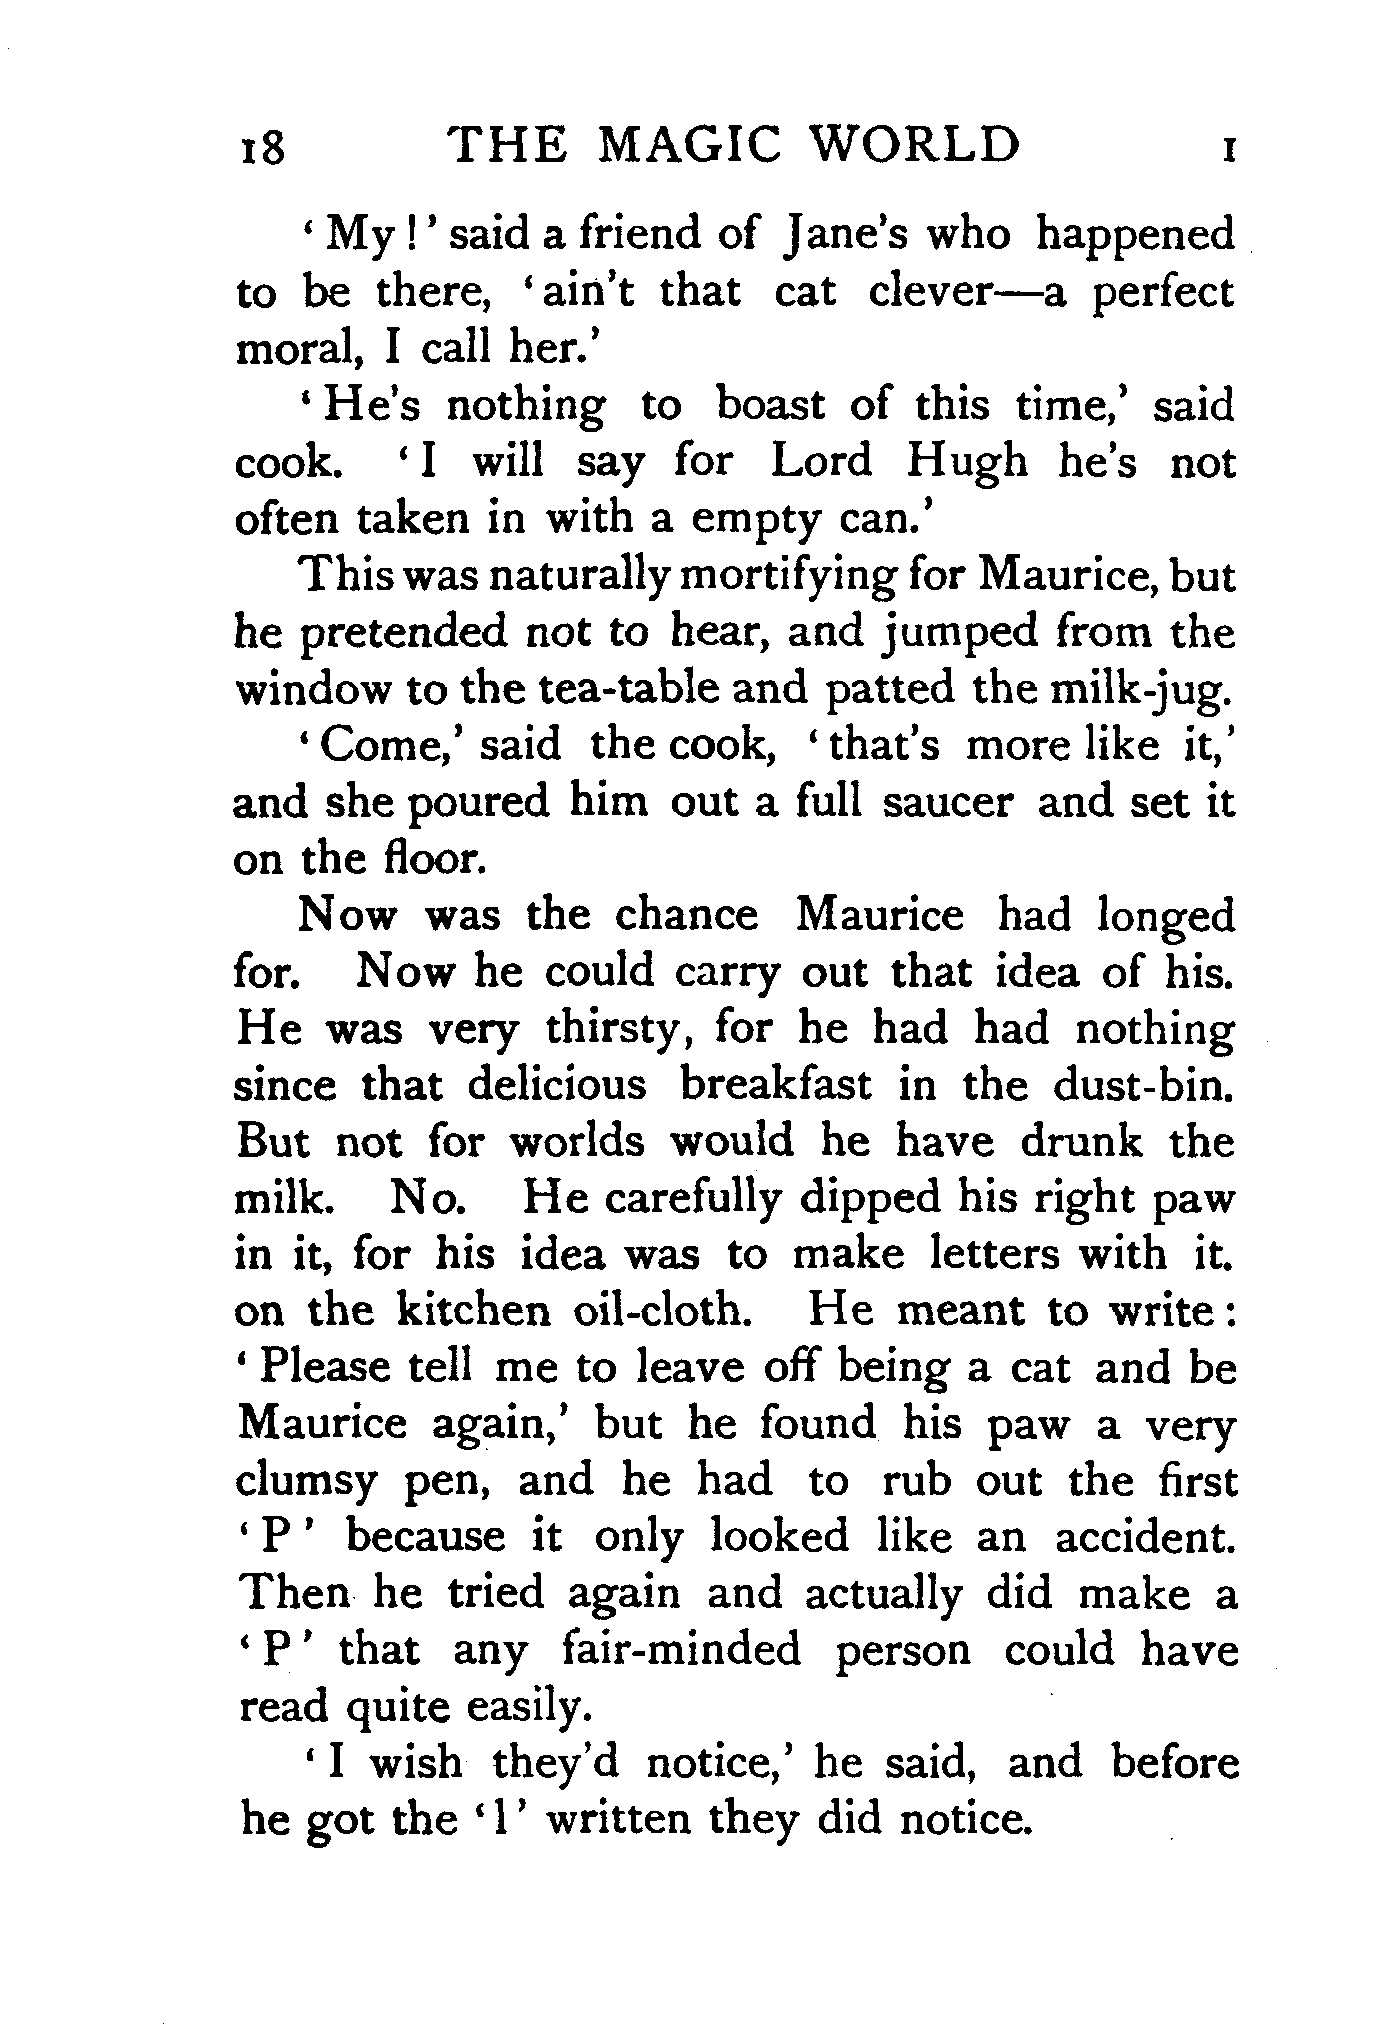 18 THE MAGIC WORLD I
‘ My ! ’ said a friend of Jane’s who happened
to be there, ‘ ain’t that cat clever—a perfect
moral, I call her.’
‘ He’s nothing to boast of this time,’ said
cook. ‘ I will say for Lord Hugh he’s not
often taken in with a empty can.’
This was naturally mortifying for Maurice, but
he pretended not to hear, and jumped from the
window to the tea-table and patted the milk-jug.
‘ Come,’ said the cook, ‘ that’s more like it,’
and she poured him out a full saucer and set it
on the floor.
Now was the chance Maurice had longed
for. Now he could carry out that idea of his.
He was very thirsty, for he had had nothing
since that delicious breakfast in the dust-bin.
But not for worlds would he have drunk the
milk. No. He carefully dipped his right paw
in it, for his idea was to make letters with it.
on the kitchen oil-cloth. He meant to write :
‘ Please tell me to leave off being a cat and be
Maurice again,’ but he found his paw a very
clumsy pen, and he had to rub out the first
‘ P ’ because it only looked like an accident.
Then he tried again and actually did make a
‘ P ’ that any fair-minded person could have
read quite easily.
‘ I wish they’d notice,’ he said, and before
he got the ‘ l ’ written they did notice.